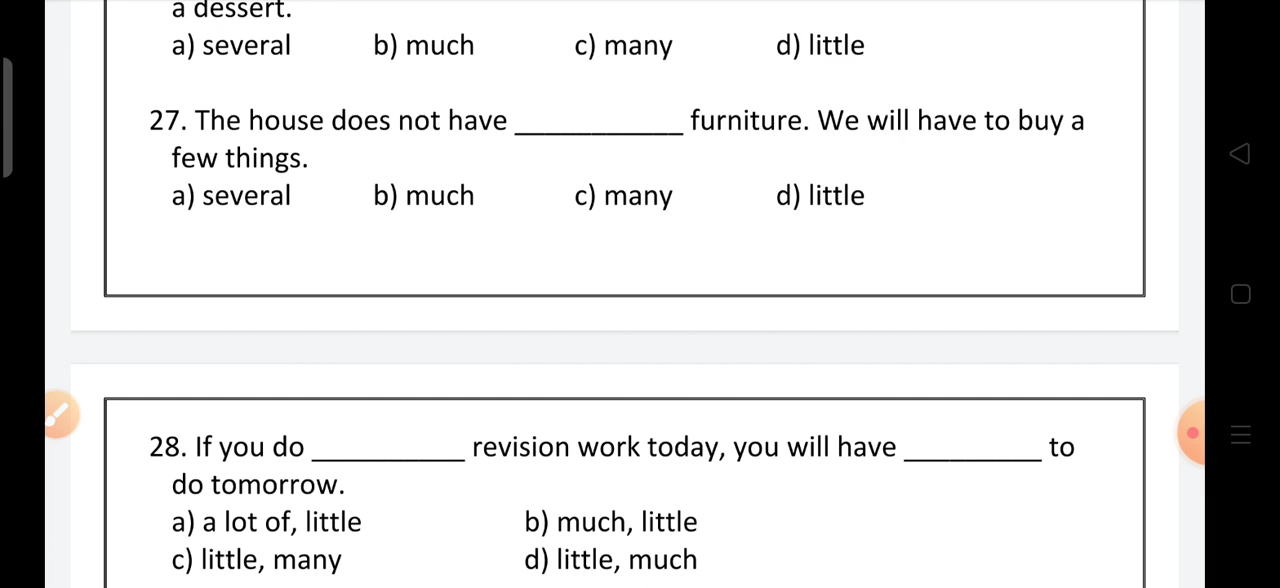 a dessert.
a) several b) much c) many d) little
27. The house does not have ____________ furniture. We will have to buy a
few things.
a) several b) much c) many d) little
28. If you do ___________ revision work today, you will have __________ to
do tomorrow.
a) a lot of, little b) much, little
c) little, many d) little, much